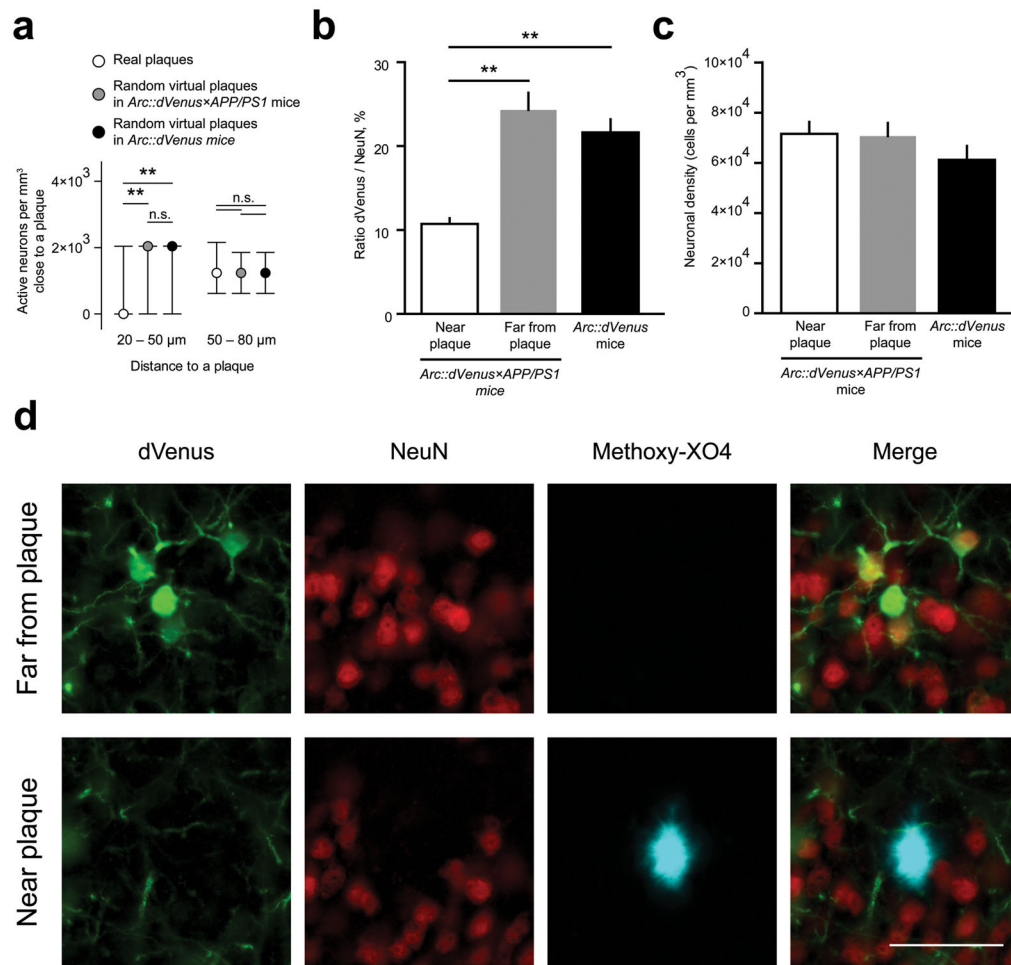 a
Real plaques
Random virtual plaques
in Arc::dVenus×APP/PS1 mice
Random virtual plaques
in Arc::dVenus mice
Active neurons per mm³
close to a plaque
4×10³
2×10³
0
**
**
n.s.
n.s.
20 – 50 µm
50 – 80 µm
Distance to a plaque
b
Ratio dVenus / NeuN, %
30
20
10
0
**
**
Near
plaque
Far from
plaque
Arc::dVenus
mice
Arc::dVenus×APP/PS1
mice
c
Neuronal density (cells per mm³)
10×10⁴
8×10⁴
6×10⁴
4×10⁴
2×10⁴
0
Near
plaque
Far from
plaque
Arc::dVenus
mice
Arc::dVenus×APP/PS1
mice
d
dVenus
NeuN
Methoxy-XO4
Merge
Far from plaque
Near plaque